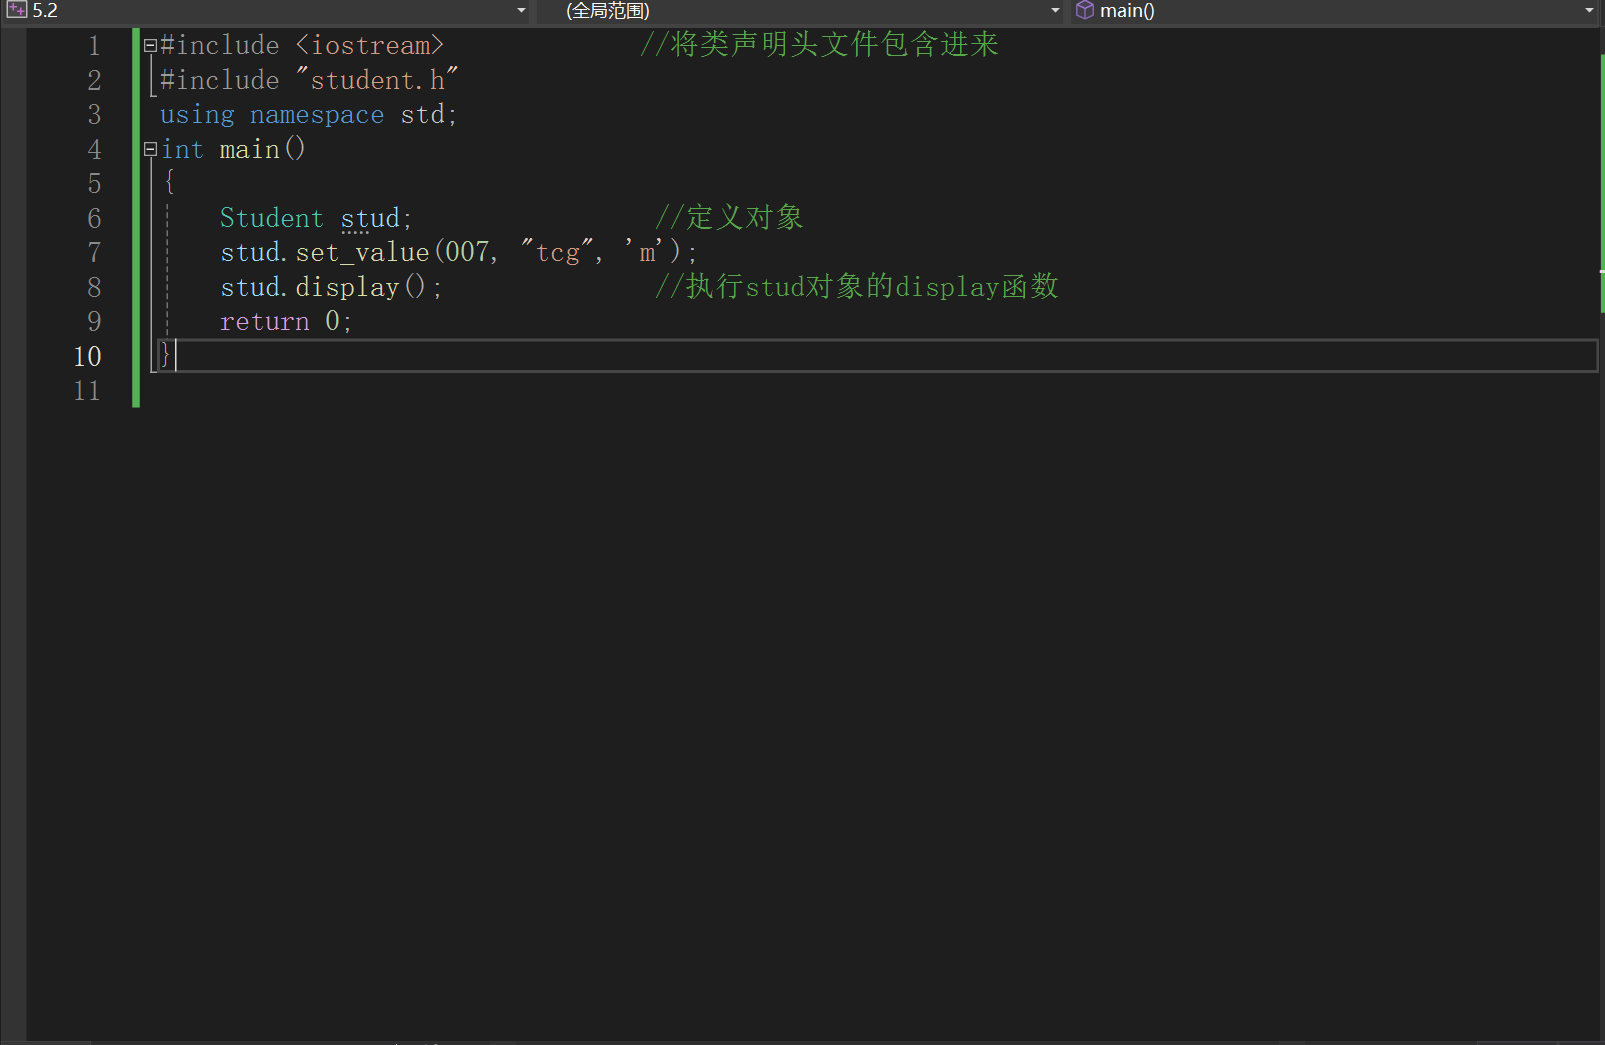 5.2 (全局范围) main()
1 #include <iostream> //将类声明头文件包含进来
2 #include "student.h"
3 using namespace std;
4 int main()
5 {
6 Student stud; //定义对象
7 stud.set_value(007, "tcg", 'm');
8 stud.display(); //执行stud对象的display函数
9 return 0;
10 }
11